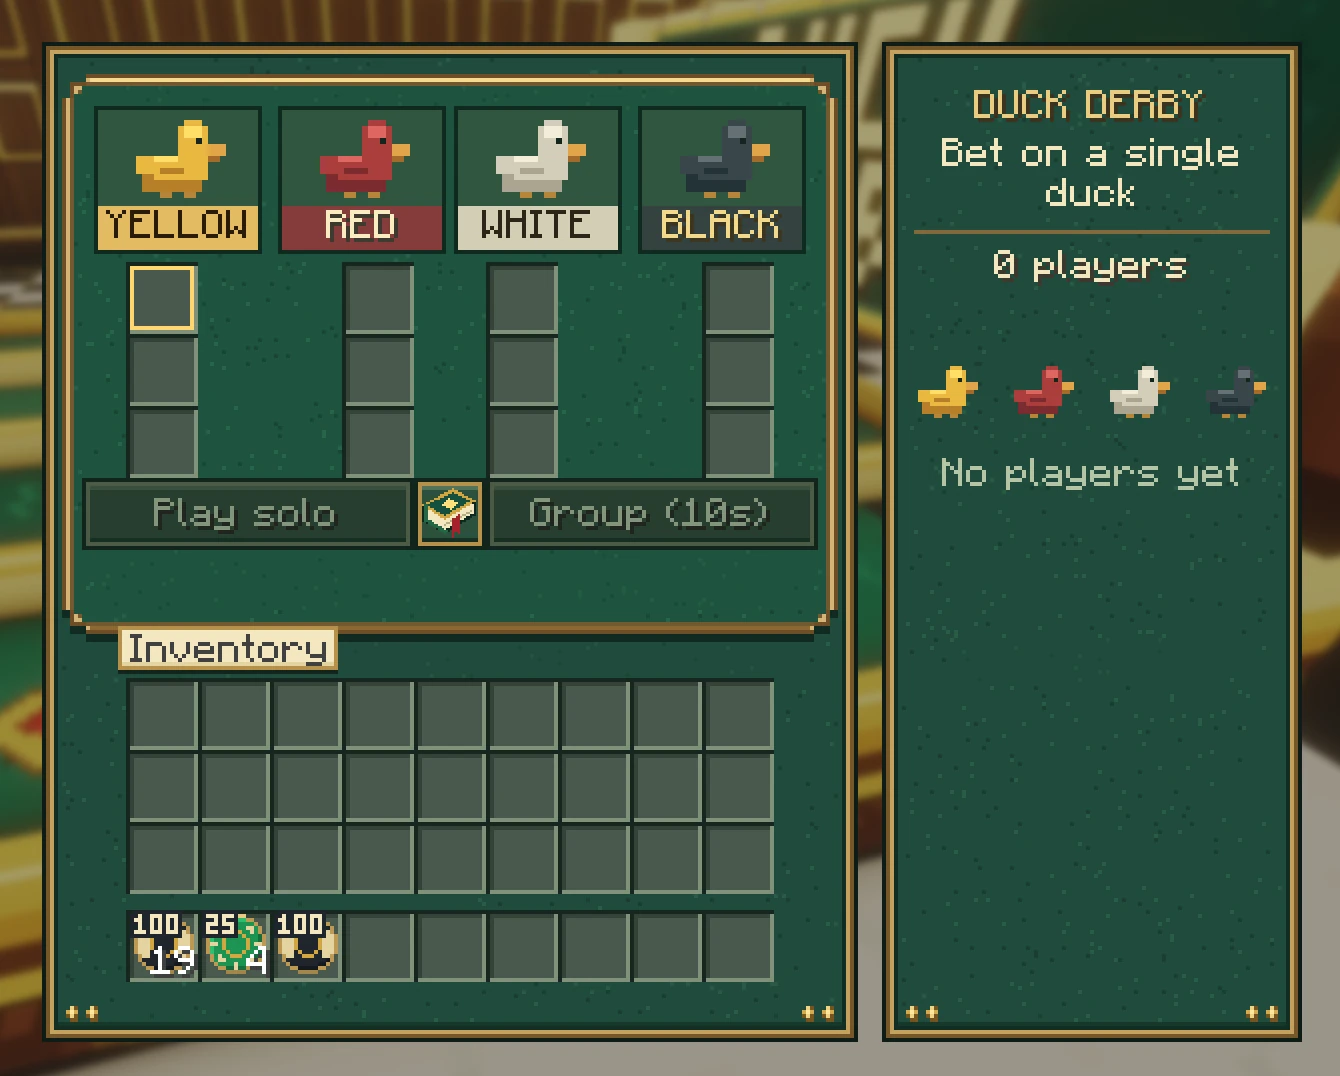 YELLOW
RED
WHITE
BLACK
Play solo
Group (10s)
Inventory
100
19
25
4
100
DUCK DERBY
Bet on a single
duck
0 players
No players yet